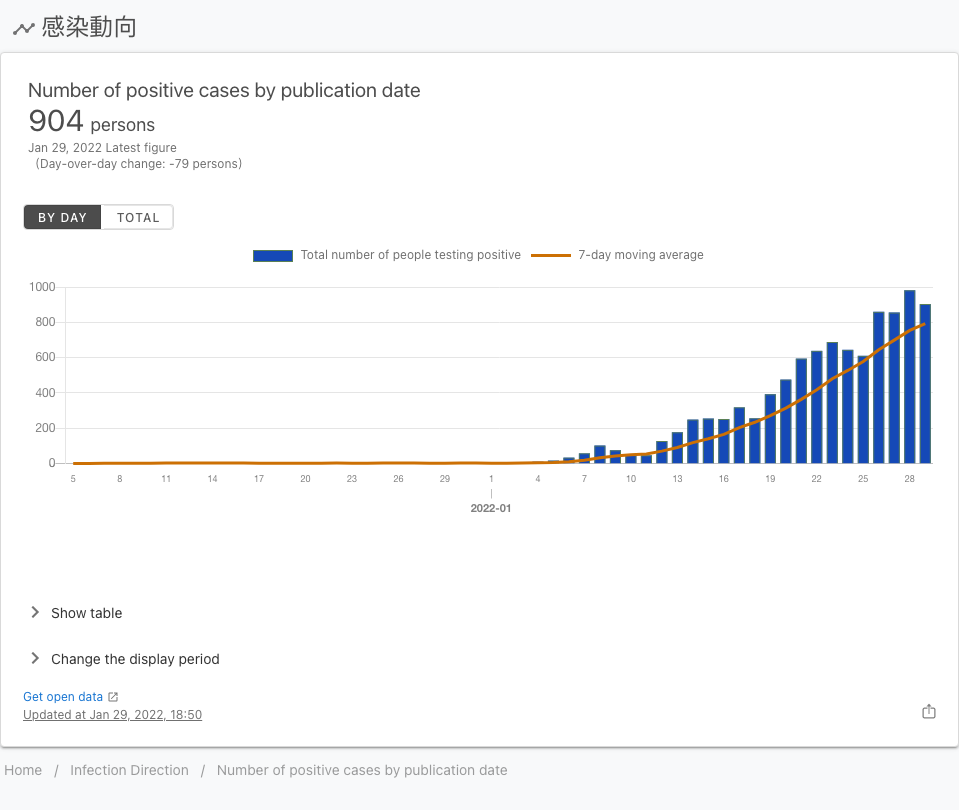 感染動向
Number of positive cases by publication date
904 persons
Jan 29, 2022 Latest figure
(Day-over-day change: -79 persons)
BY DAY TOTAL
Total number of people testing positive 7-day moving average
1000
800
600
400
200
0
5 8 11 14 17 20 23 26 29 1 4 7 10 13 16 19 22 25 28
2022-01
Show table
Change the display period
Get open data
Updated at Jan 29, 2022, 18:50
Home / Infection Direction / Number of positive cases by publication date